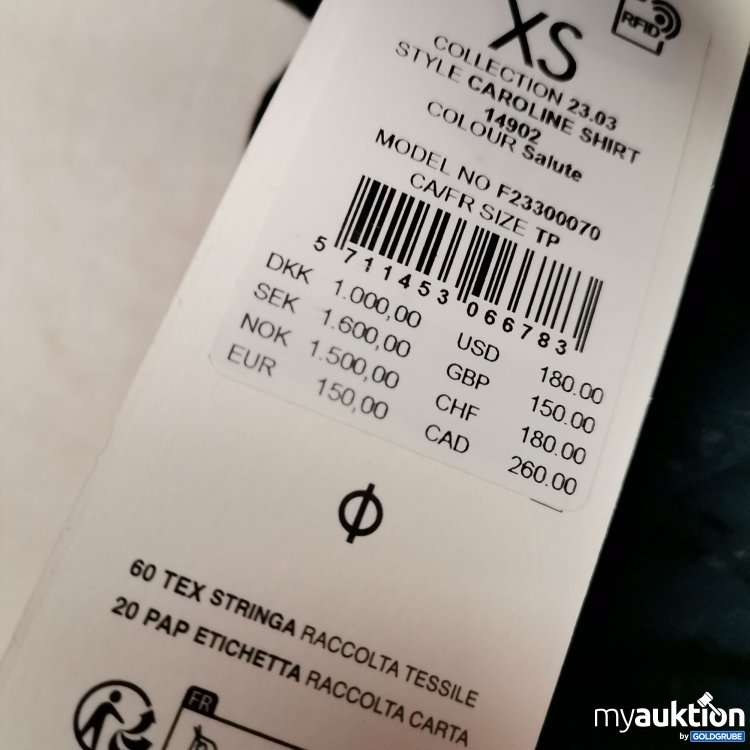 XS
RFID
COLLECTION 23.03
STYLE CAROLINE SHIRT
14902
COLOUR Salute
MODEL NO F23300070
CA/FR SIZE TP
5 711453 066783
DKK 1.000,00 USD 180.00
SEK 1.600,00 GBP 150.00
NOK 1.500,00 CHF 180.00
EUR 150,00 CAD 260.00
60 TEX STRINGA RACCOLTA TESSILE
20 PAP ETICHETTA RACCOLTA CARTA
FR
myauktion
by GOLDGRUBE